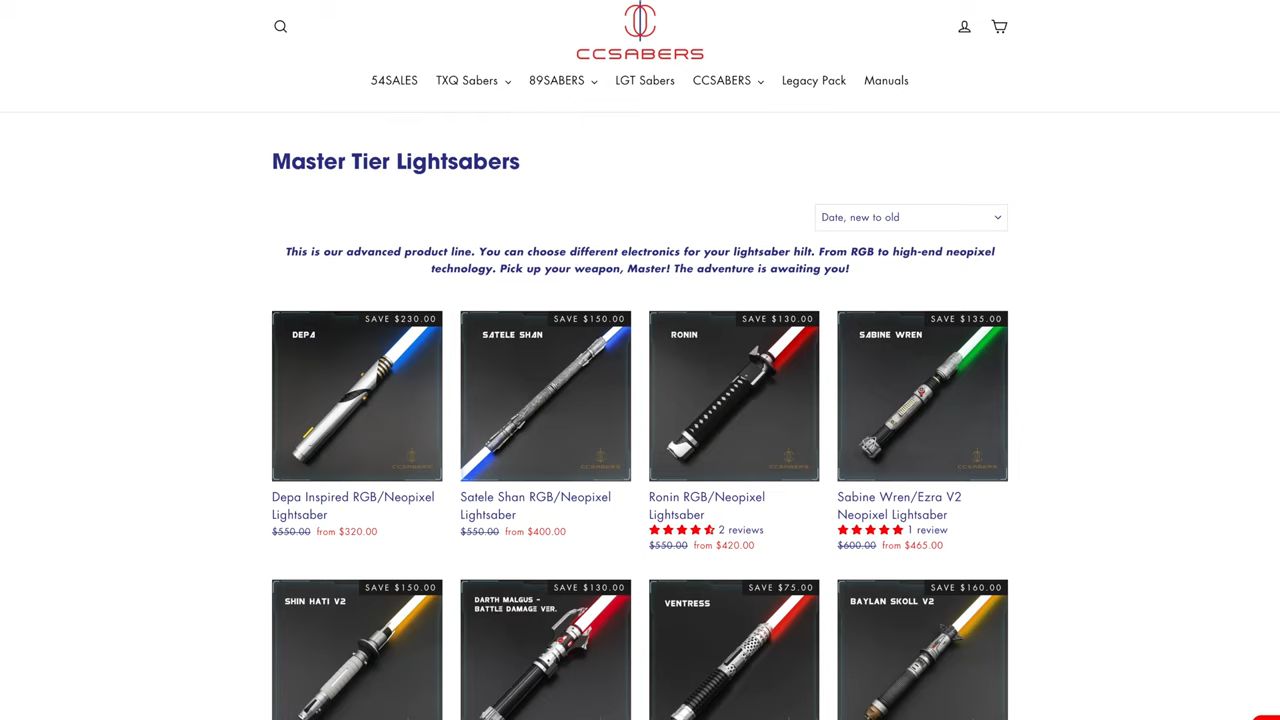 CCSABERS
54SALES TXQ Sabers 89SABERS LGT Sabers CCSABERS Legacy Pack Manuals
Master Tier Lightsabers
Date, new to old
This is our advanced product line. You can choose different electronics for your lightsaber hilt. From RGB to high-end neopixel
technology. Pick up your weapon, Master! The adventure is awaiting you!
SAVE $230.00
DEPA
CCSABERS
Depa Inspired RGB/Neopixel
Lightsaber
$550.00 from $320.00
SAVE $150.00
SATELE SHAN
CCSABERS
Satele Shan RGB/Neopixel
Lightsaber
$550.00 from $400.00
SAVE $130.00
RONIN
CCSABERS
Ronin RGB/Neopixel
Lightsaber
2 reviews
$550.00 from $420.00
SAVE $135.00
SABINE WREN
CCSABERS
Sabine Wren/Ezra V2
Neopixel Lightsaber
1 review
$600.00 from $465.00
SAVE $150.00
SHIN HATI V2
SAVE $130.00
DARTH MALGUS -
BATTLE DAMAGE VER.
SAVE $75.00
VENTRESS
SAVE $160.00
BAYLAN SKOLL V2